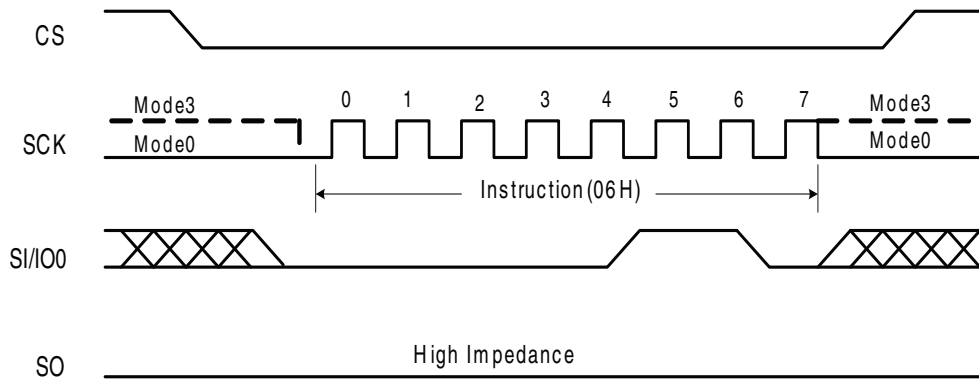 CS
0 1 2 3 4 5 6 7
Mode3 Mode3
SCK
Mode0 Mode0
Instruction(06H)
SI/IO0
High Impedance
SO